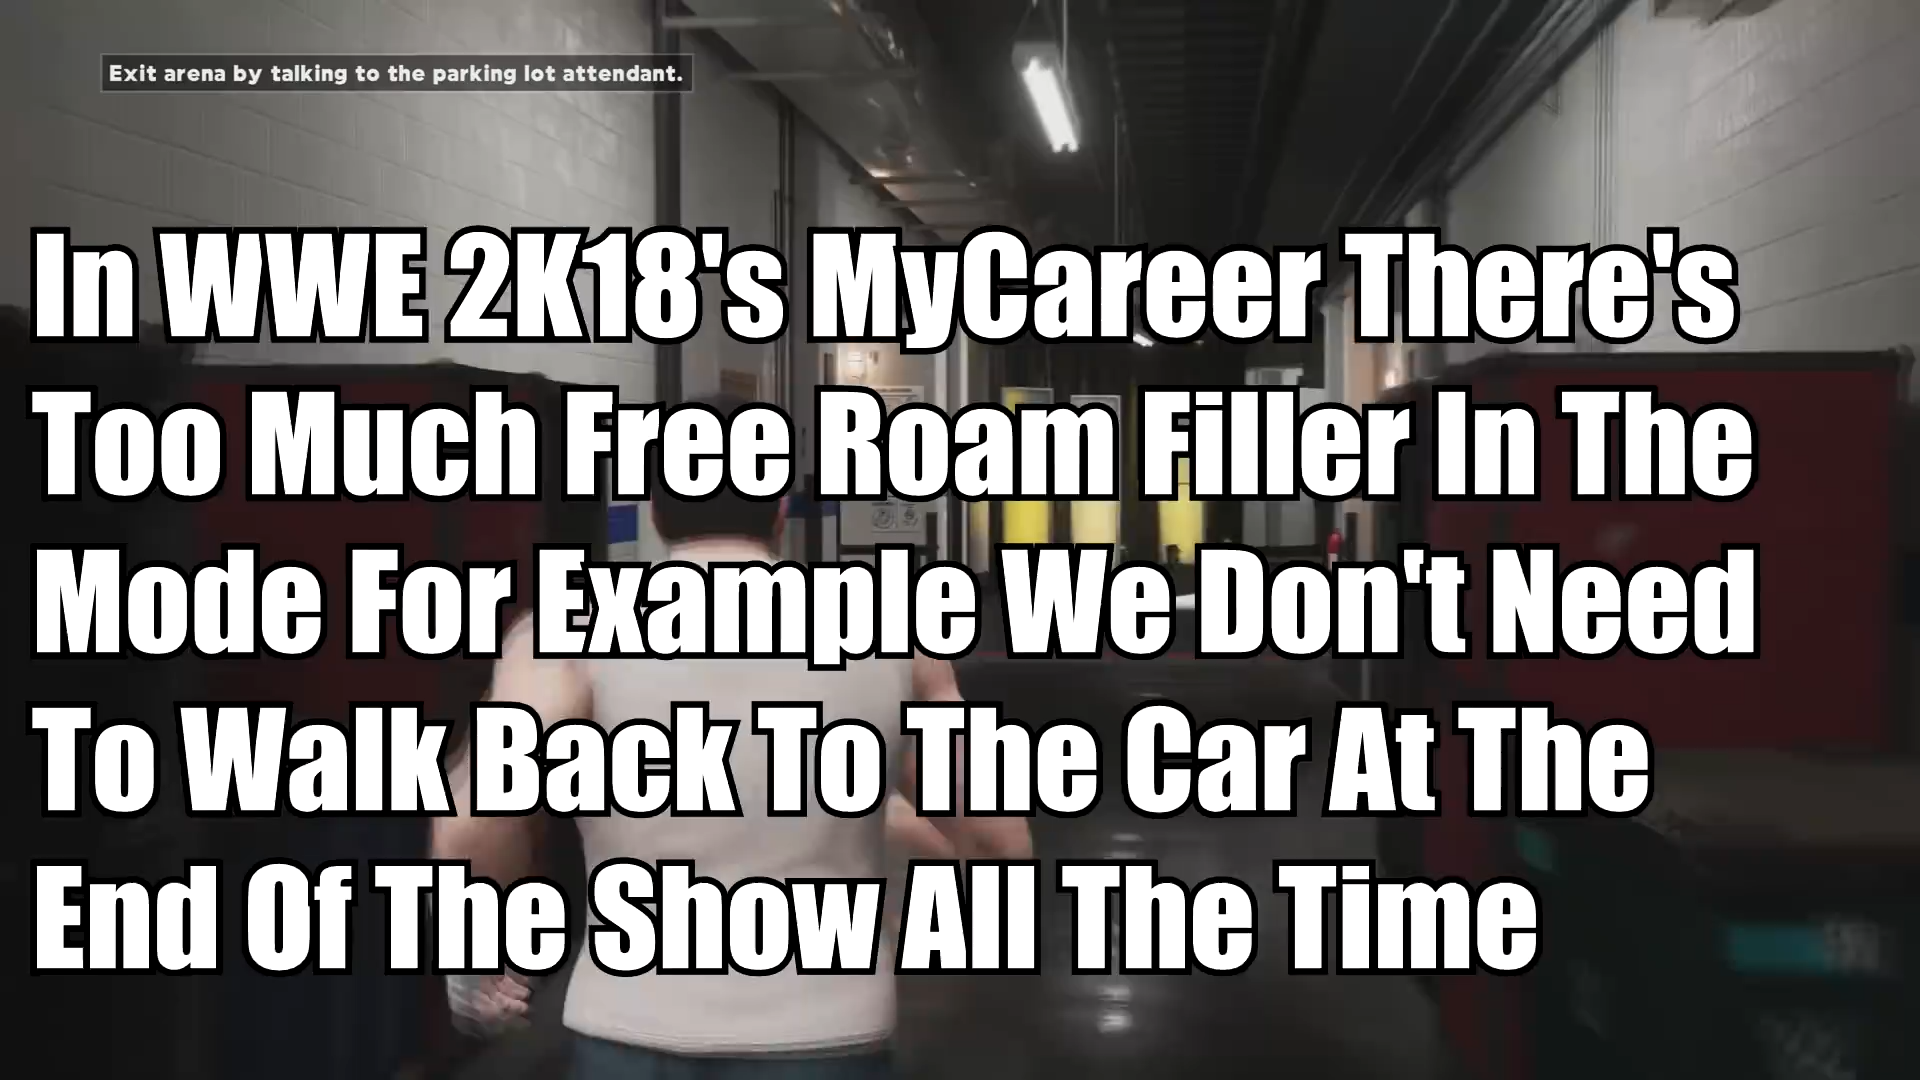 Exit arena by talking to the parking lot attendant.
In WWE 2K18's MyCareer There's
Too Much Free Roam Filler In The
Mode For Example We Don't Need
To Walk Back To The Car At The
End Of The Show All The Time